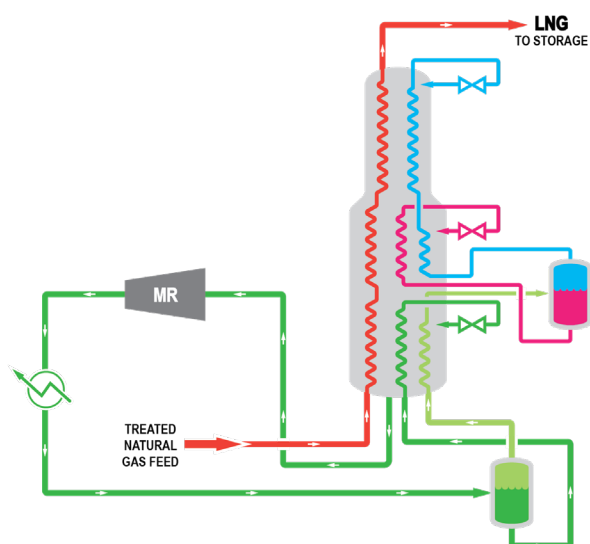 LNG
TO STORAGE
MR
TREATED
NATURAL
GAS FEED